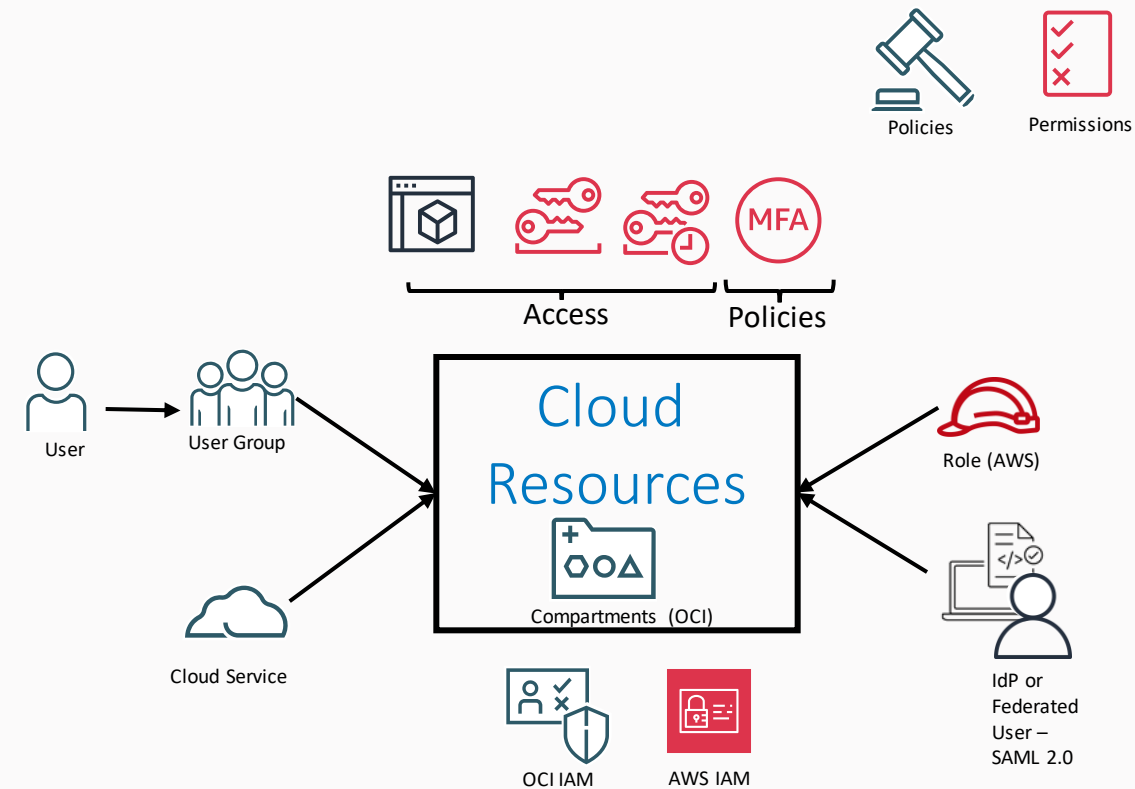 Policies
Permissions
MFA
Access
Policies
Cloud
Resources
Compartments (OCI)
User
User Group
Cloud Service
Role (AWS)
</>
IdP or
Federated
User –
SAML 2.0
OCI IAM
AWS IAM